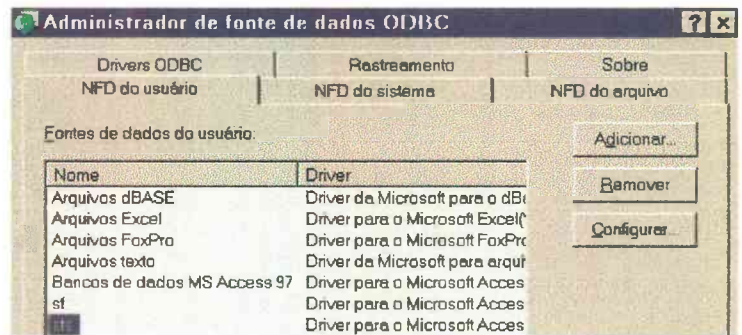 Administrador de fonte de dados ODBC
Drivers ODBC Rastreamento Sobre
NFD do usuário NFD do sistema NFD do arquivo
Fontes de dados do usuário:
Adicionar...
Nome Driver
Remover
Arquivos dBASE Driver da Microsoft para o dBa
Arquivos Excel Driver para o Microsoft Excel(*
Configurar...
Arquivos FoxPro Driver para o Microsoft FoxPro
Arquivos texto Driver da Microsoft para arqui
Bancos de dados MS Access 97 Driver para o Microsoft Acces
sf Driver para o Microsoft Acces
Driver para o Microsoft Acces